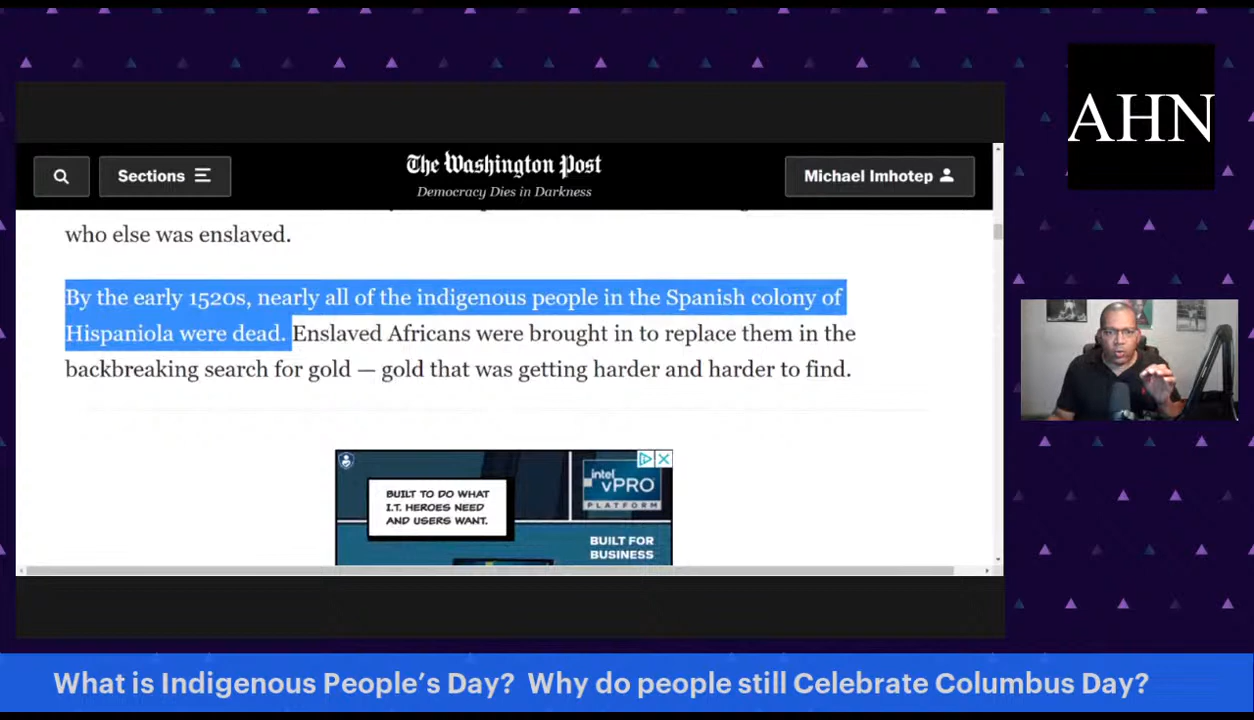 AHN
Sections
The Washington Post
Democracy Dies in Darkness
Michael Imhotep
who else was enslaved.
By the early 1520s, nearly all of the indigenous people in the Spanish colony of
Hispaniola were dead. Enslaved Africans were brought in to replace them in the
backbreaking search for gold — gold that was getting harder and harder to find.
BUILT TO DO WHAT
I.T. HEROES NEED
AND USERS WANT.
intel
vPRO
PLATFORM
BUILT FOR
BUSINESS
What is Indigenous People's Day? Why do people still Celebrate Columbus Day?